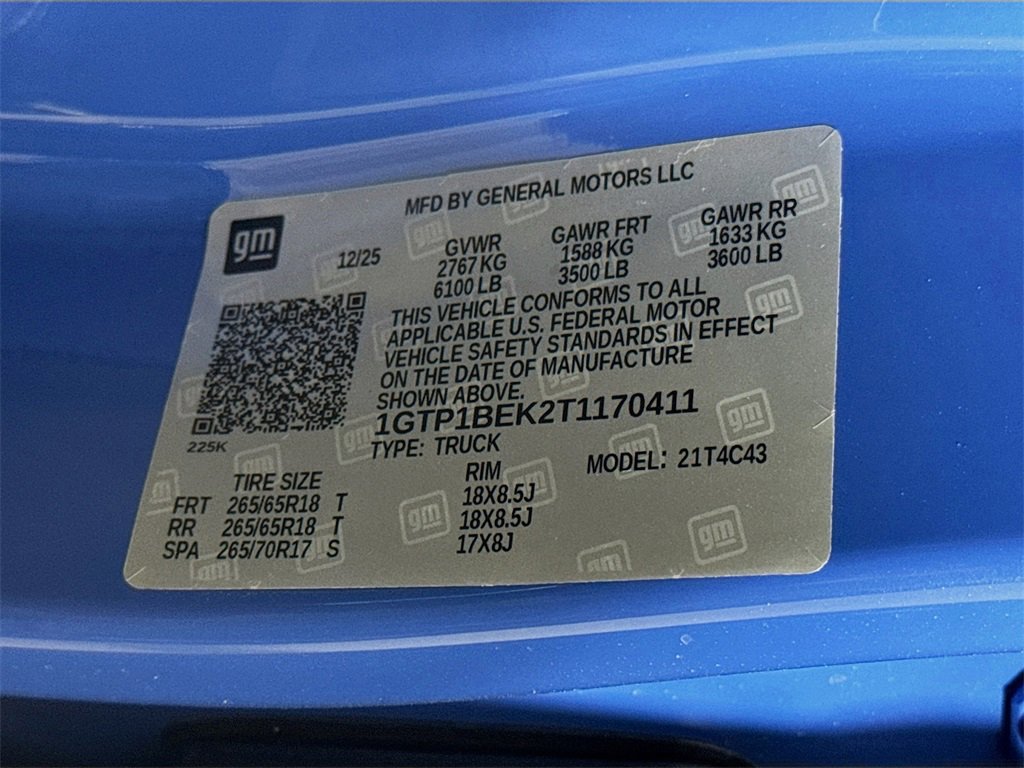 MFD BY GENERAL MOTORS LLC
gm
12/25
GVWR
2767 KG
6100 LB
GAWR FRT
1588 KG
3500 LB
GAWR RR
1633 KG
3600 LB
THIS VEHICLE CONFORMS TO ALL
APPLICABLE U.S. FEDERAL MOTOR
VEHICLE SAFETY STANDARDS IN EFFECT
ON THE DATE OF MANUFACTURE
SHOWN ABOVE.
1GTP1BEK2T1170411
225K
TYPE: TRUCK
MODEL: 21T4C43
TIRE SIZE RIM
FRT 265/65R18 T 18X8.5J
RR 265/65R18 T 18X8.5J
SPA 265/70R17 S 17X8J